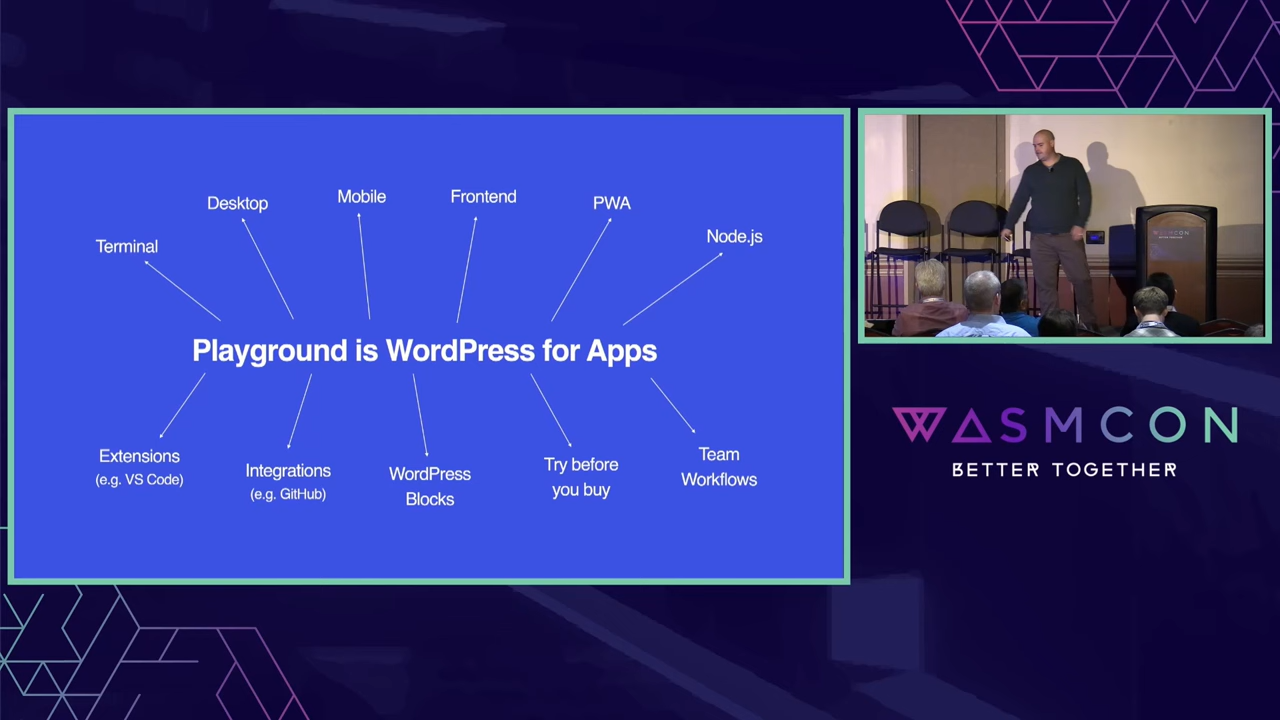 Desktop
Mobile
Frontend
PWA
Terminal
Node.js
Playground is WordPress for Apps
Extensions
(e.g. VS Code)
Integrations
(e.g. GitHub)
WordPress
Blocks
Try before
you buy
Team
Workflows
WASMCON
WASMCON
BETTER TOGETHER